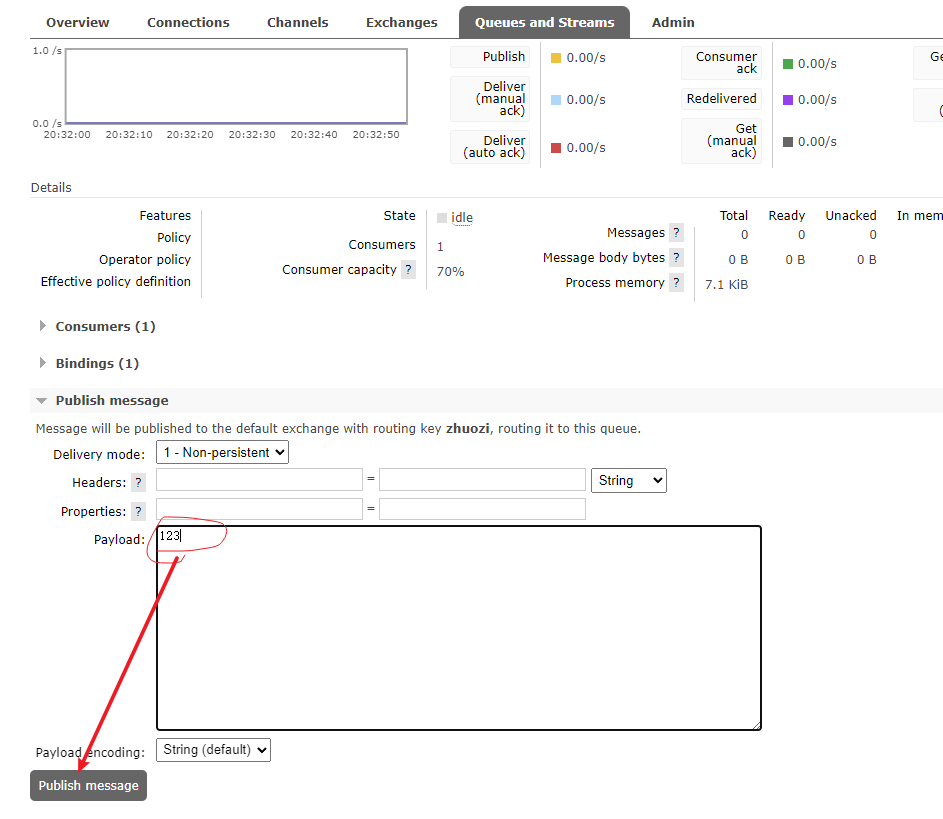 Overview Connections Channels Exchanges Queues and Streams Admin
1.0 /s
0.0 /s
20:32:00 20:32:10 20:32:20 20:32:30 20:32:40 20:32:50
Publish 0.00/s
Deliver (manual ack) 0.00/s
Deliver (auto ack) 0.00/s
Consumer ack 0.00/s
Redelivered 0.00/s
Get (manual ack) 0.00/s
Ge
(
Details
Features
Policy
Operator policy
Effective policy definition
State idle
Consumers 1
Consumer capacity ? 70%
Total Ready Unacked In mem
Messages ? 0 0 0
Message body bytes ? 0 B 0 B 0 B
Process memory ? 7.1 KiB
Consumers (1)
Bindings (1)
Publish message
Message will be published to the default exchange with routing key zhuozi, routing it to this queue.
Delivery mode: 1 - Non-persistent
Headers: ? = String
Properties: ? =
Payload: 123
Payload encoding: String (default)
Publish message